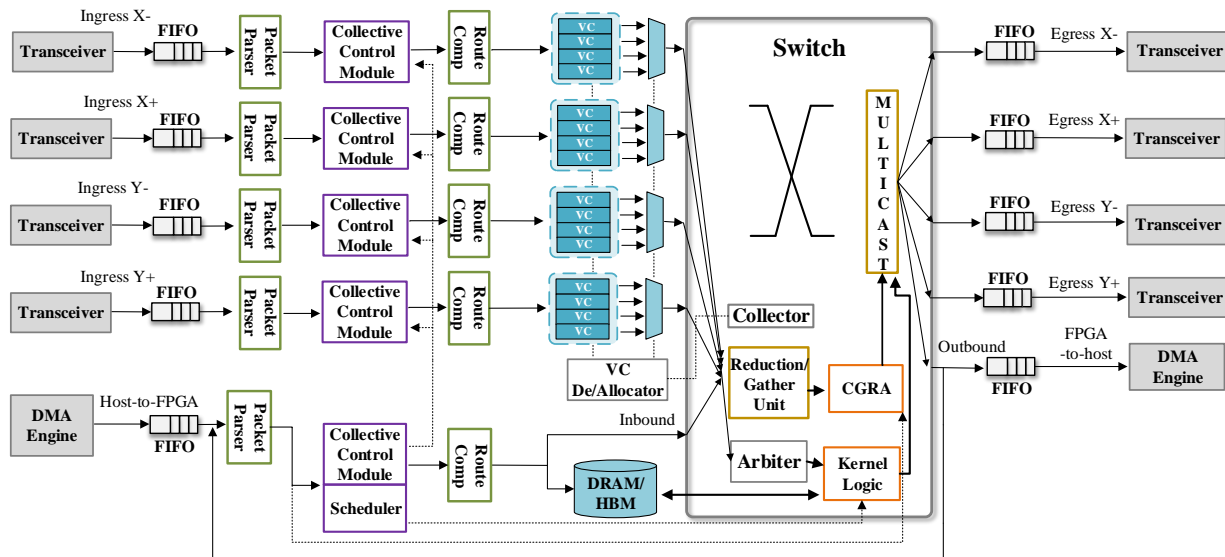 Ingress X-
Transceiver
FIFO
Packet
Parser
Collective
Control
Module
Route
Comp
VC
VC
VC
VC
Switch
FIFO
Egress X-
Transceiver
Ingress X+
Transceiver
FIFO
Packet
Parser
Collective
Control
Module
Route
Comp
VC
VC
VC
VC
MULTICAST
FIFO
Egress X+
Transceiver
Ingress Y-
Transceiver
FIFO
Packet
Parser
Collective
Control
Module
Route
Comp
VC
VC
VC
VC
FIFO
Egress Y-
Transceiver
Ingress Y+
Transceiver
FIFO
Packet
Parser
Collective
Control
Module
Route
Comp
VC
VC
VC
VC
FIFO
Egress Y+
Transceiver
Collector
VC
De/Allocator
Reduction/
Gather
Unit
CGRA
Outbound
FIFO
FPGA
-to-host
DMA
Engine
DMA
Engine
Host-to-FPGA
FIFO
Packet
Parser
Collective
Control
Module
Scheduler
Route
Comp
Inbound
DRAM/
HBM
Arbiter
Kernel
Logic